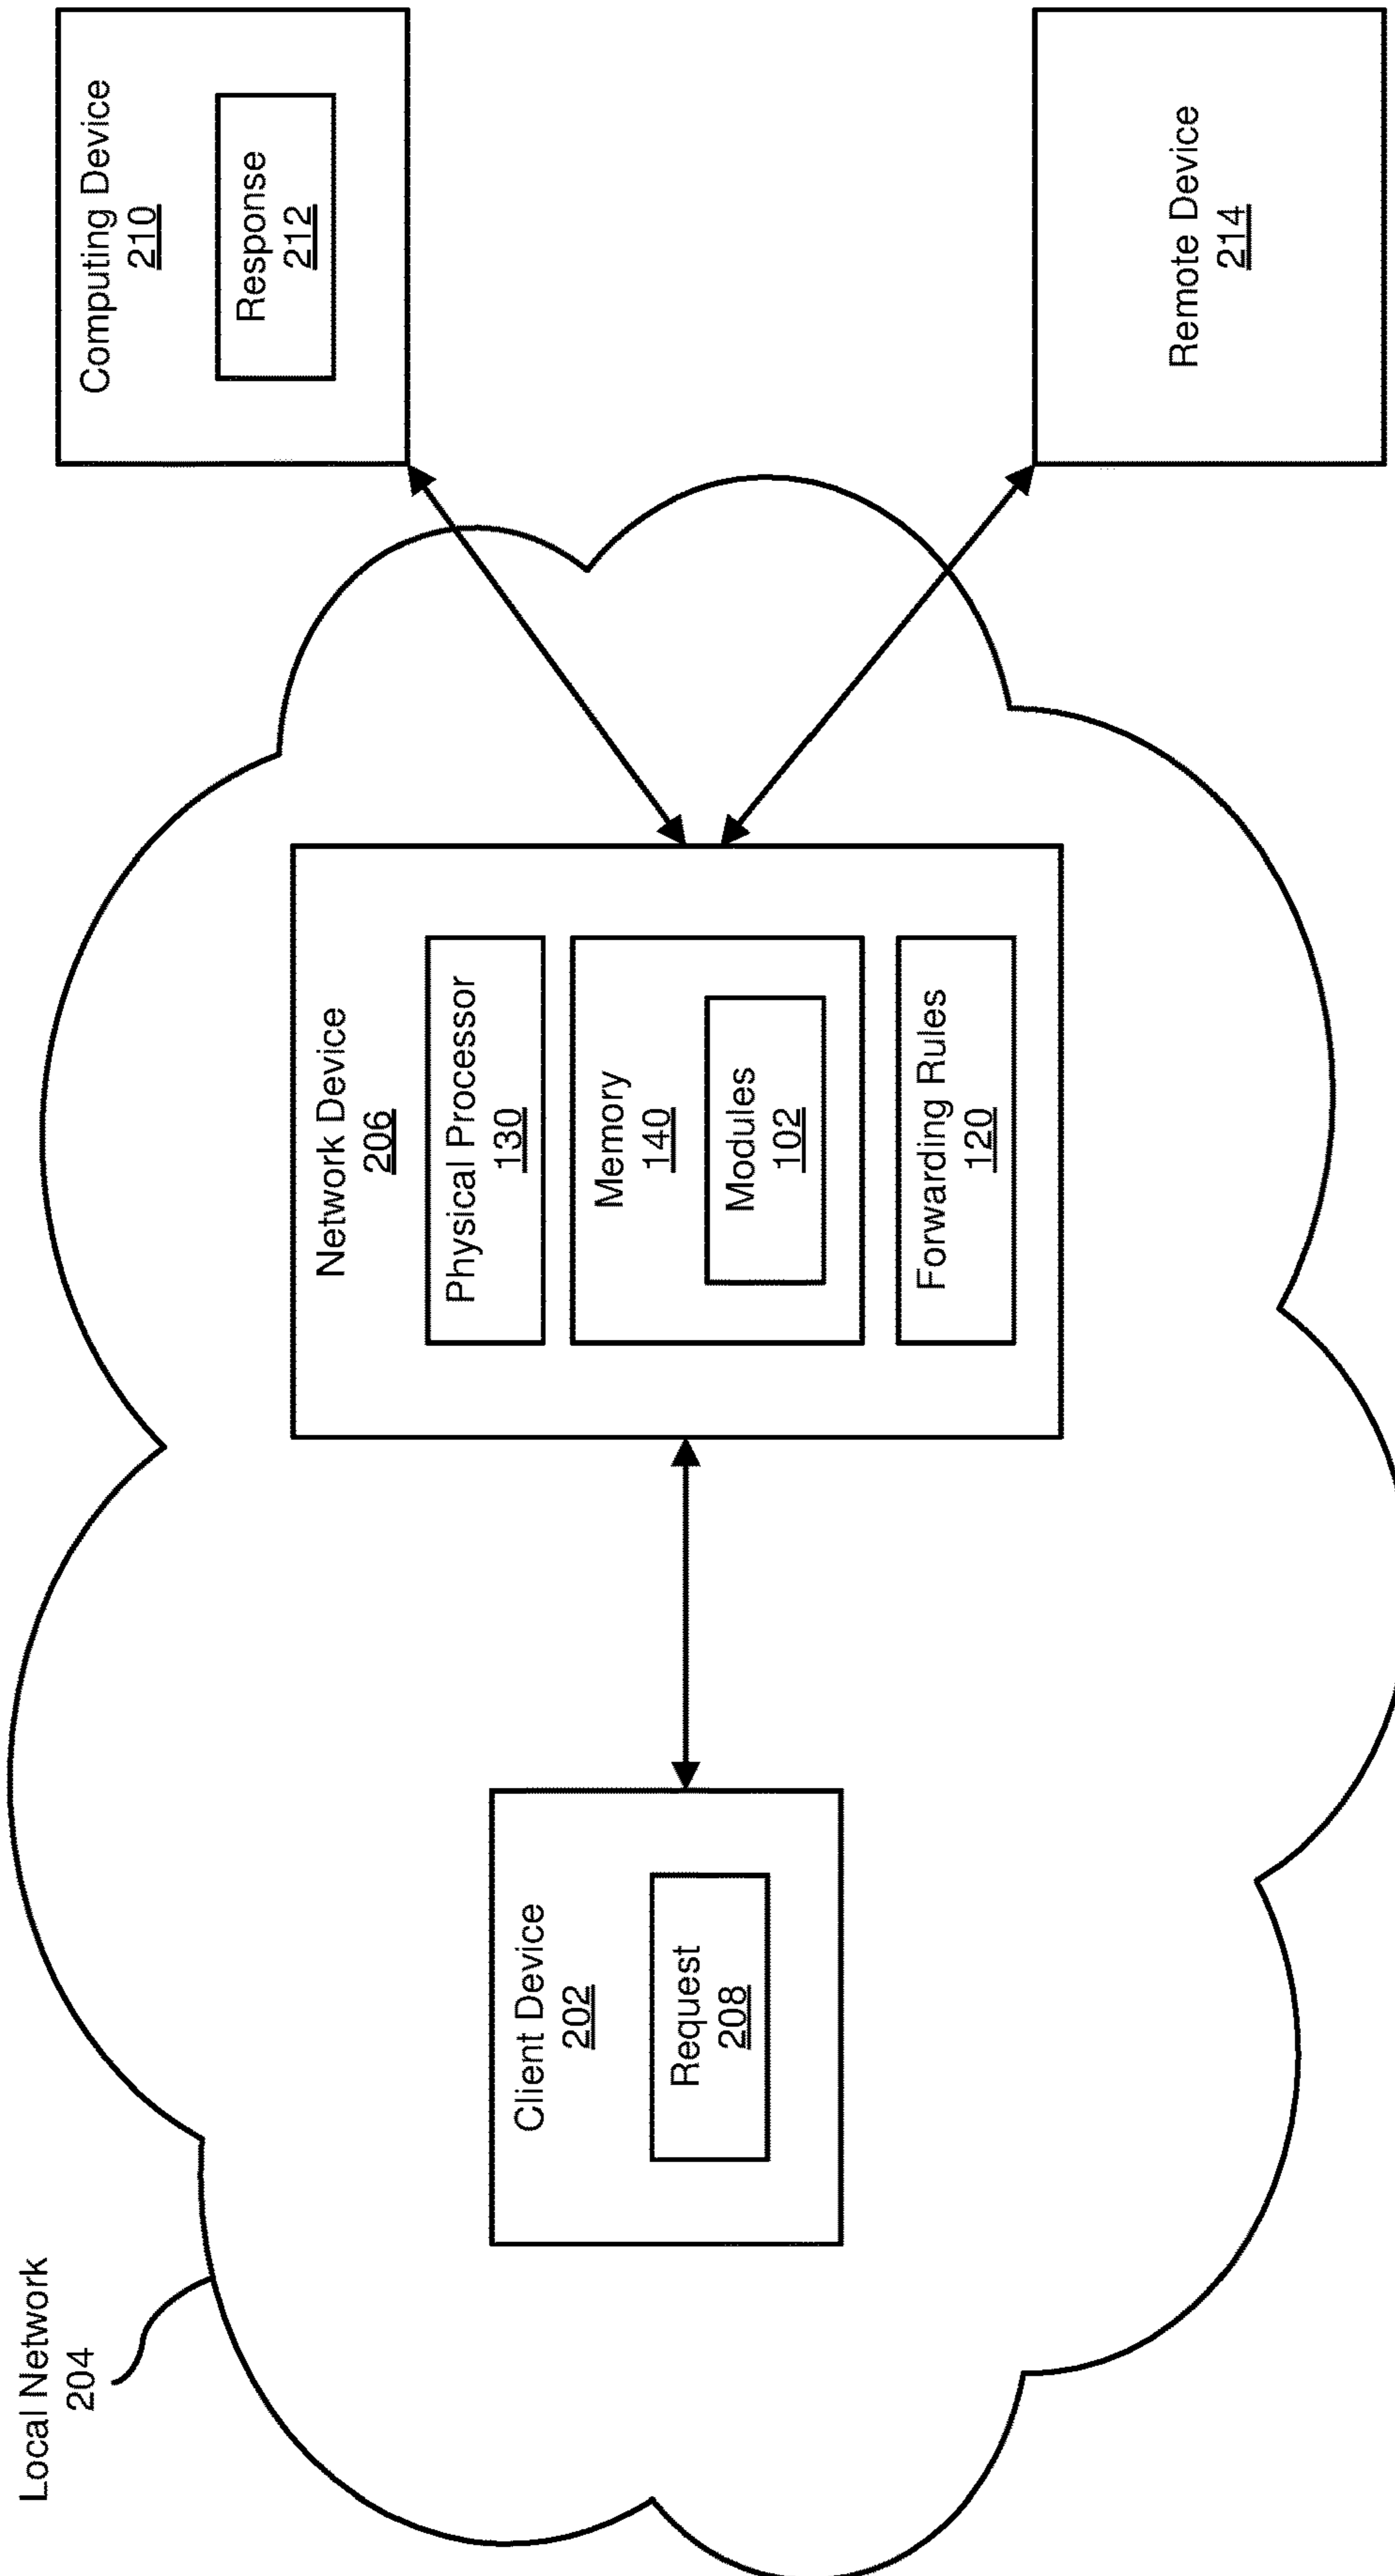 Local Network
204
Client Device
202
Request
208
Network Device
206
Physical Processor
130
Memory
140
Modules
102
Forwarding Rules
120
Computing Device
210
Response
212
Remote Device
214